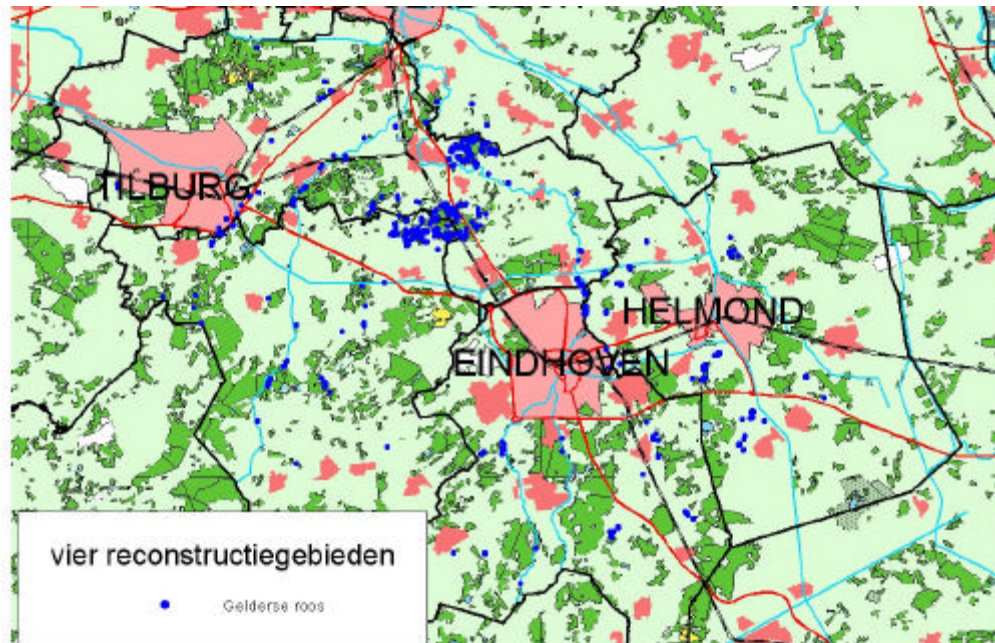 TILBURG
HELMOND
EINDHOVEN
vier reconstructiegebieden
Gelderse roos